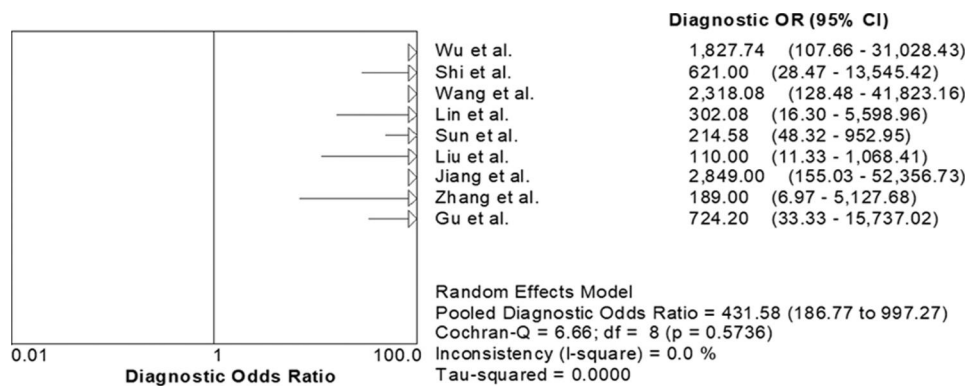 Diagnostic OR (95% CI)
Wu et al. 1,827.74 (107.66 - 31,028.43)
Shi et al. 621.00 (28.47 - 13,545.42)
Wang et al. 2,318.08 (128.48 - 41,823.16)
Lin et al. 302.08 (16.30 - 5,598.96)
Sun et al. 214.58 (48.32 - 952.95)
Liu et al. 110.00 (11.33 - 1,068.41)
Jiang et al. 2,849.00 (155.03 - 52,356.73)
Zhang et al. 189.00 (6.97 - 5,127.68)
Gu et al. 724.20 (33.33 - 15,737.02)
Random Effects Model
Pooled Diagnostic Odds Ratio = 431.58 (186.77 to 997.27)
Cochran-Q = 6.66; df = 8 (p = 0.5736)
Inconsistency (I-square) = 0.0 %
Tau-squared = 0.0000
0.01 1 100.0
Diagnostic Odds Ratio